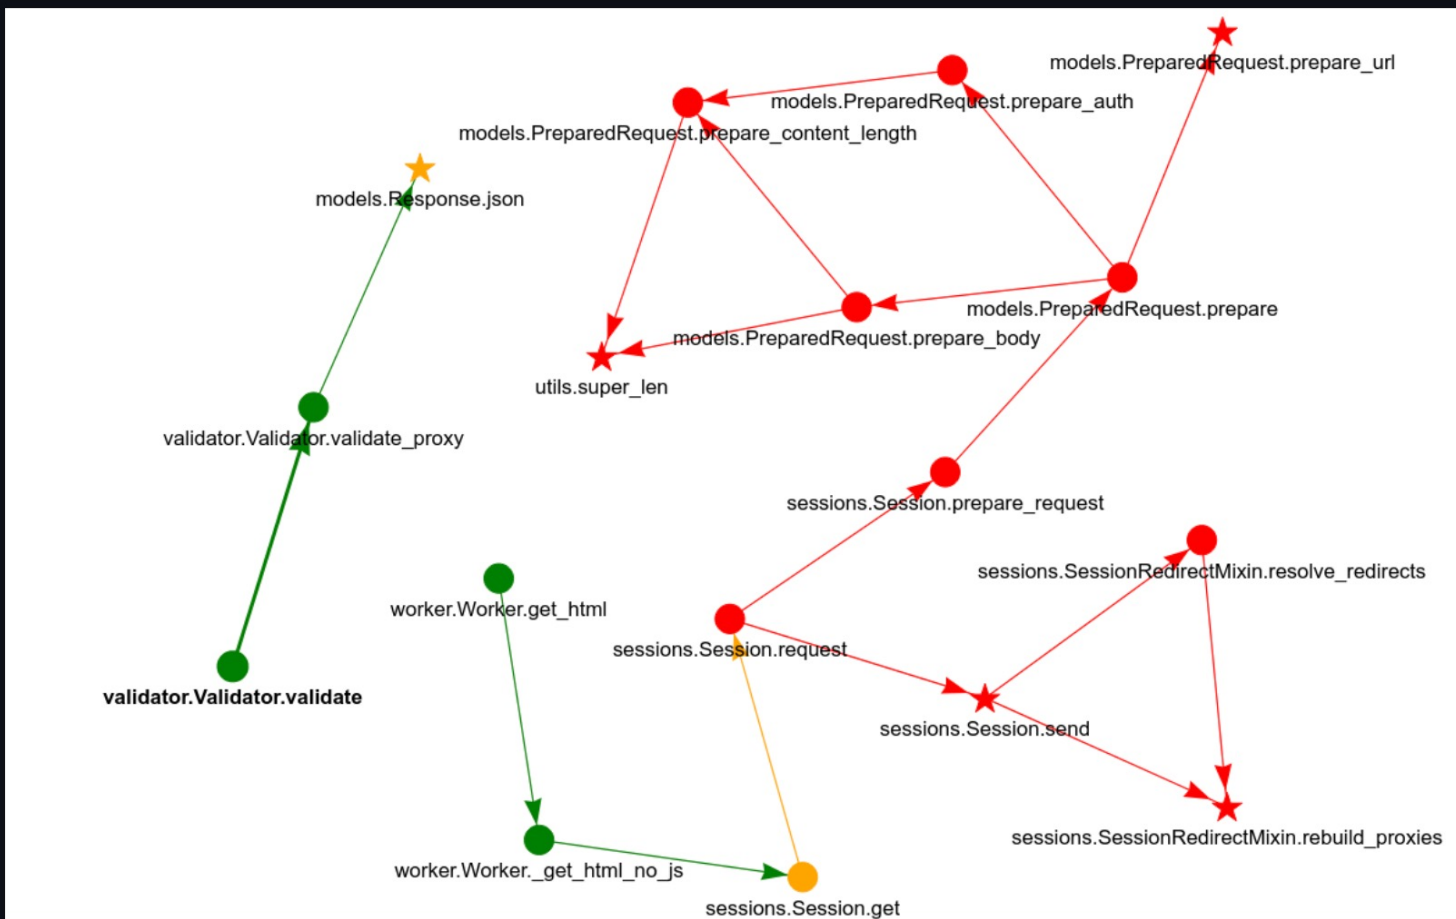 models.PreparedRequest.prepare_url
models.PreparedRequest.prepare_auth
models.PreparedRequest.prepare_content_length
models.Response.json
models.PreparedRequest.prepare
models.PreparedRequest.prepare_body
utils.super_len
validator.Validator.validate_proxy
sessions.Session.prepare_request
sessions.SessionRedirectMixin.resolve_redirects
worker.Worker.get_html
sessions.Session.request
validator.Validator.validate
sessions.Session.send
sessions.SessionRedirectMixin.rebuild_proxies
worker.Worker._get_html_no_js
sessions.Session.get